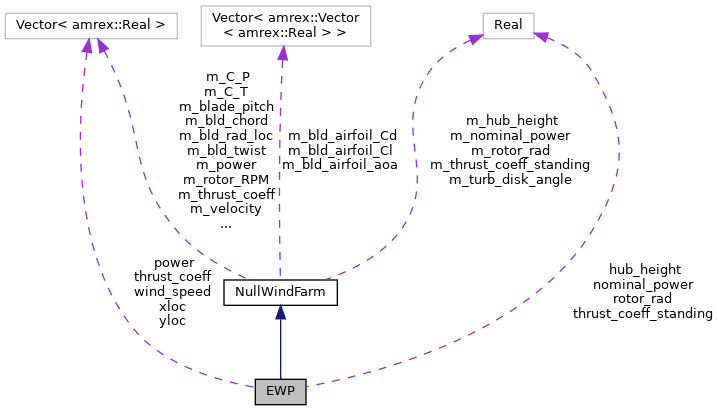 Vector< amrex::Real >
Vector< amrex::Vector
< amrex::Real > >
Real
m_C_P
m_C_T
m_blade_pitch
m_bld_chord
m_bld_rad_loc
m_bld_twist
m_power
m_rotor_RPM
m_thrust_coeff
m_velocity
...
m_bld_airfoil_Cd
m_bld_airfoil_Cl
m_bld_airfoil_aoa
m_hub_height
m_nominal_power
m_rotor_rad
m_thrust_coeff_standing
m_turb_disk_angle
power
thrust_coeff
wind_speed
xloc
yloc
NullWindFarm
hub_height
nominal_power
rotor_rad
thrust_coeff_standing
EWP